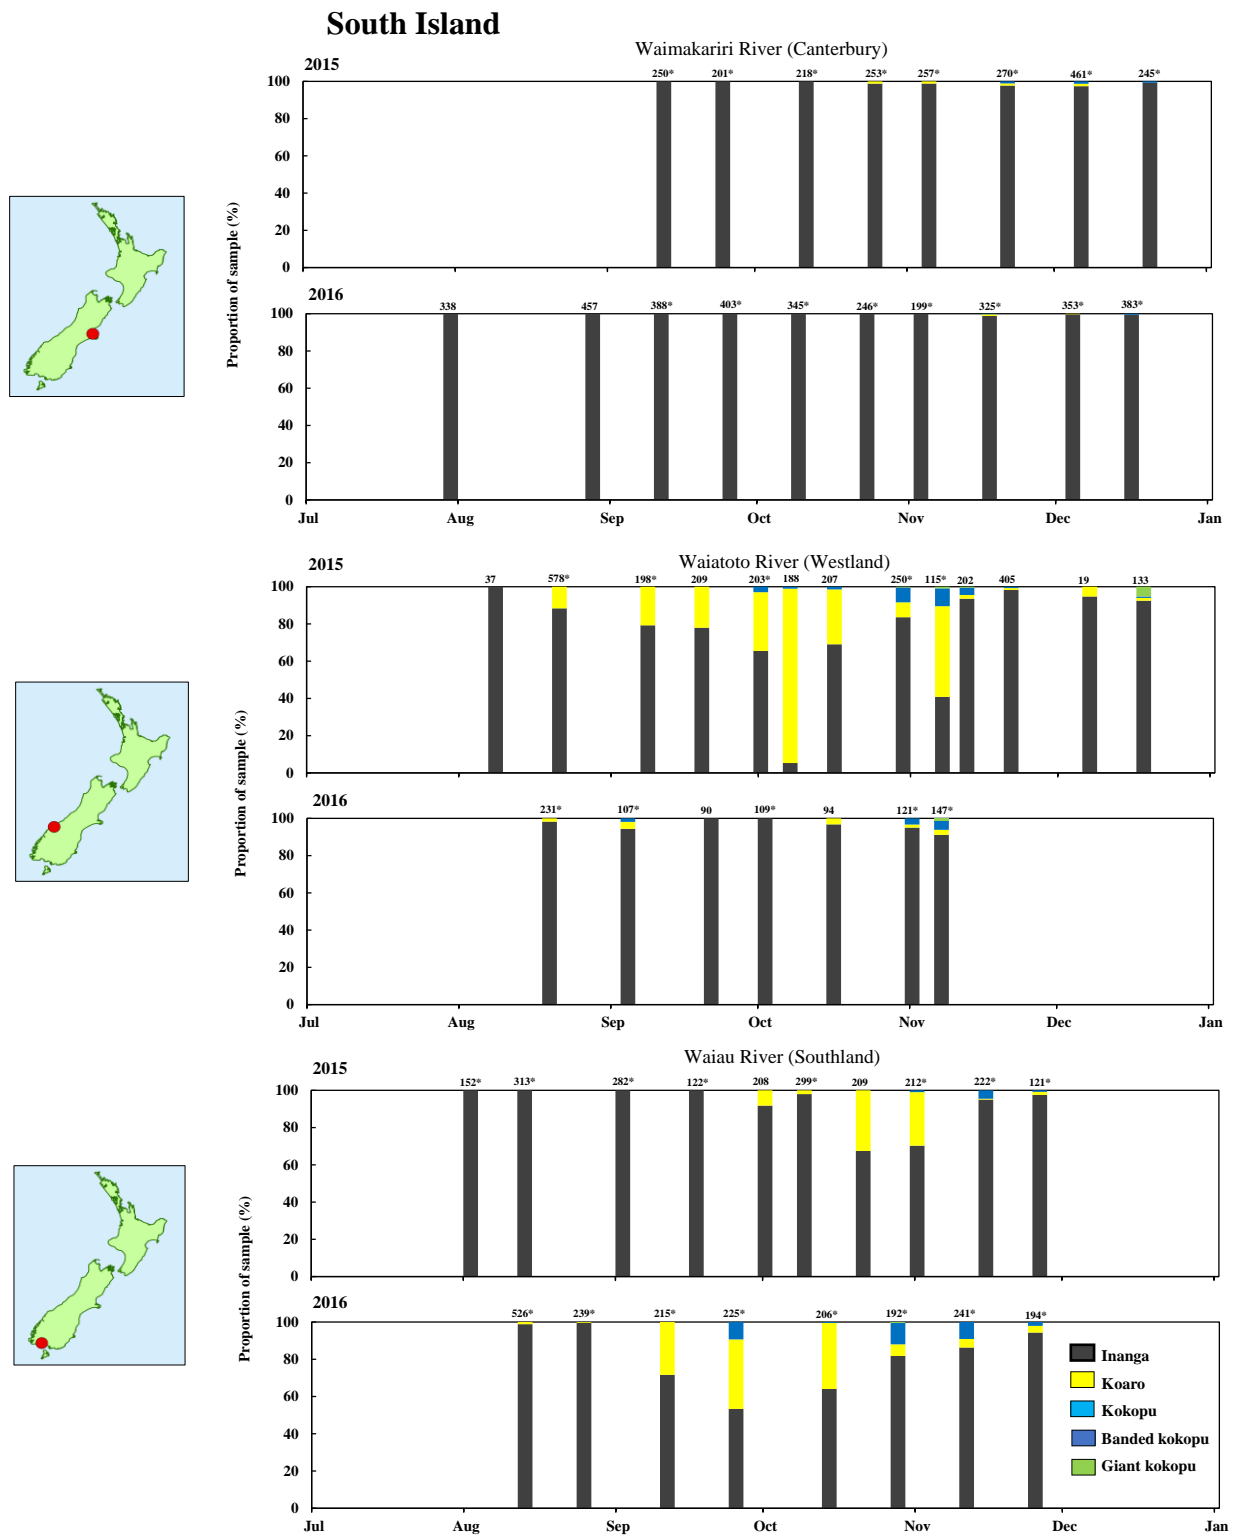 South Island
Waimakariri River (Canterbury)
2015
250* 201* 218* 253* 257* 270* 461* 245*
100
80
60
40
20
0
2016
338 457 388* 403* 345* 246* 199* 325* 353* 383*
100
80
60
40
20
0
Jul Aug Sep Oct Nov Dec Jan
Proportion of sample (%)
Waiatoto River (Westland)
2015
37 578* 198* 209 203* 188 207 250* 115* 202 405 19 133
100
80
60
40
20
0
2016
231* 107* 90 109* 94 121* 147*
100
80
60
40
20
0
Jul Aug Sep Oct Nov Dec Jan
Proportion of sample (%)
Waiau River (Southland)
2015
152* 313* 282* 122* 208 299* 209 212* 222* 121*
100
80
60
40
20
0
2016
526* 239* 215* 225* 206* 192* 241* 194*
100
80
60
40
20
0
Jul Aug Sep Oct Nov Dec Jan
Proportion of sample (%)
Inanga
Koaro
Kokopu
Banded kokopu
Giant kokopu